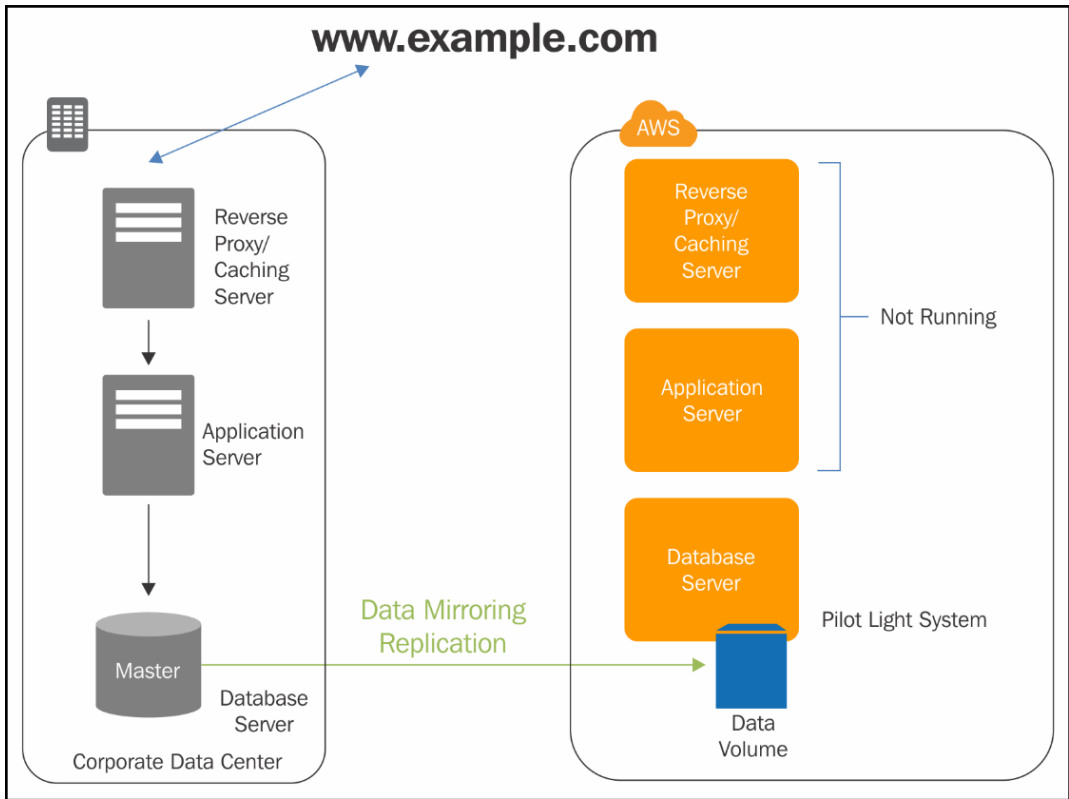 www.example.com
AWS
Reverse
Proxy/
Caching
Server
Reverse
Proxy/
Caching
Server
Not Running
Application
Server
Application
Server
Database
Server
Data Mirroring
Replication
Pilot Light System
Master
Database
Server
Data
Volume
Corporate Data Center